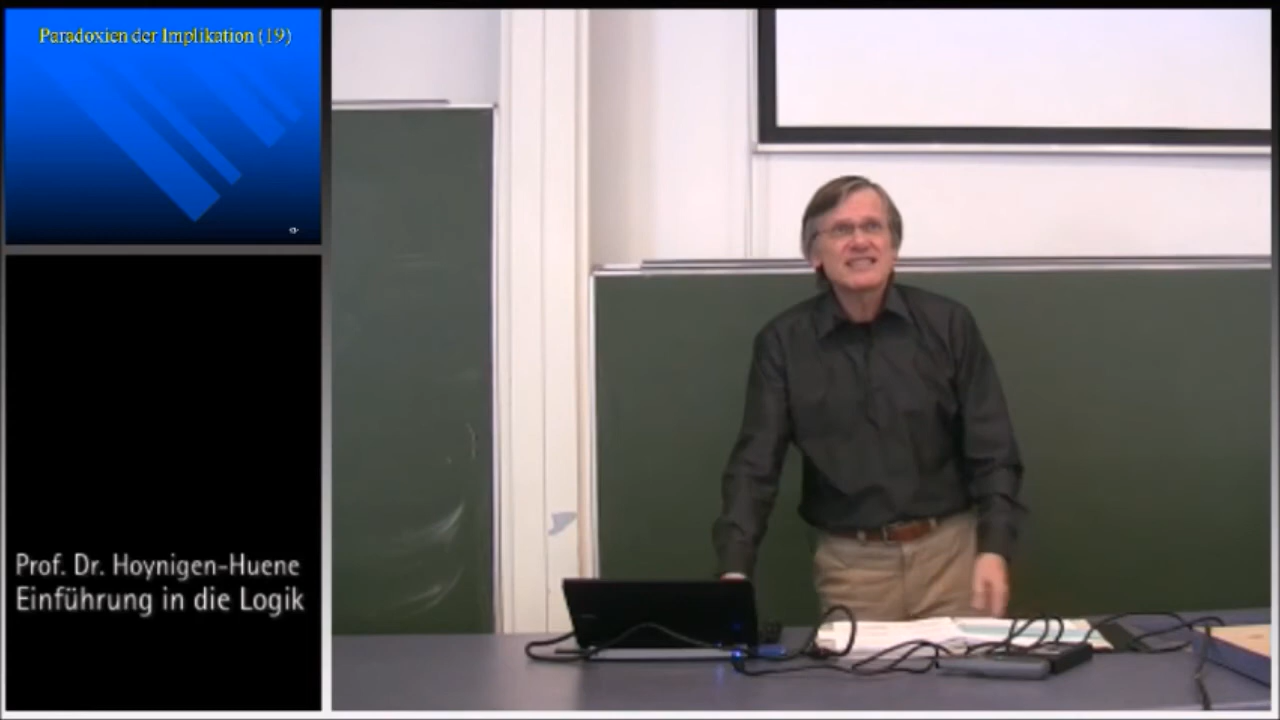 Paradoxien der Implikation (19)
Prof. Dr. Hoynigen-Huene
Einführung in die Logik